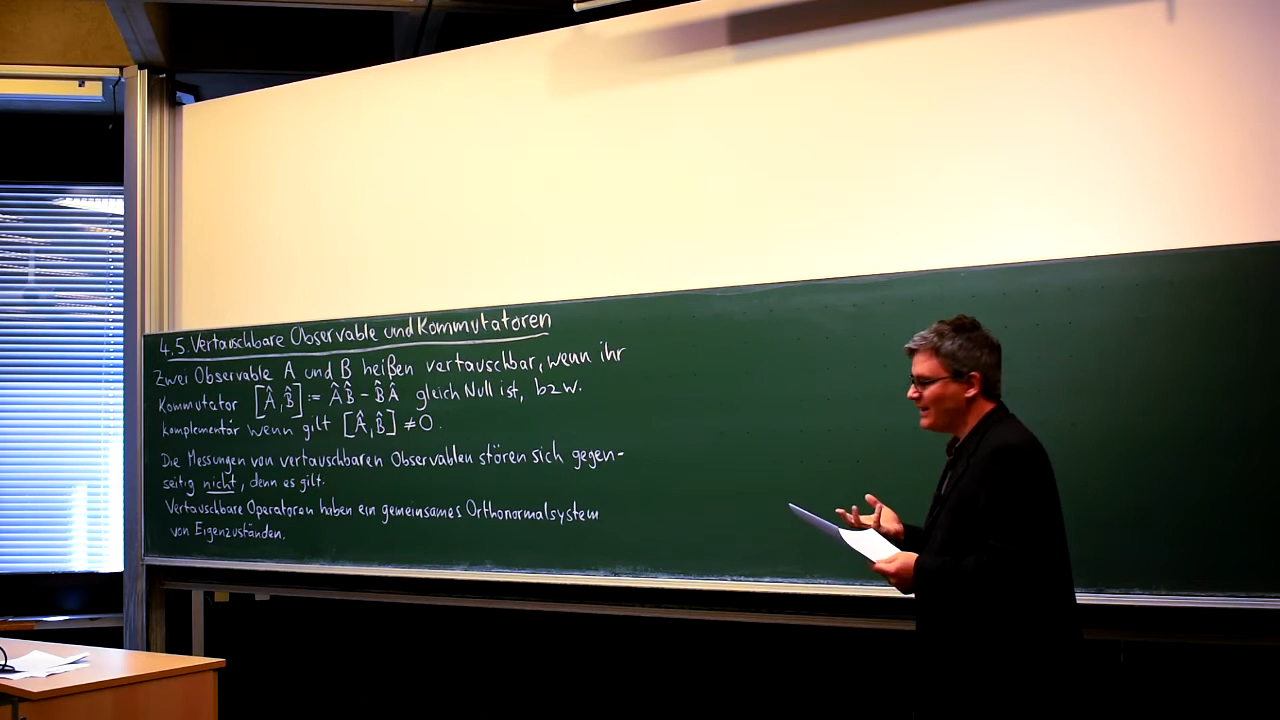 4.5. Vertauschbare Observable und Kommutatoren
Zwei Observable A und B heißen vertauschbar, wenn ihr
Kommutator [Â,B̂] := ÂB̂ - B̂Â gleich Null ist, bzw.
komplementär wenn gilt [Â,B̂] ≠ 0.
Die Messungen von vertauschbaren Observablen stören sich gegen-
seitig nicht, denn es gilt.
Vertauschbare Operatoren haben ein gemeinsames Orthonormalsystem
von Eigenzuständen.